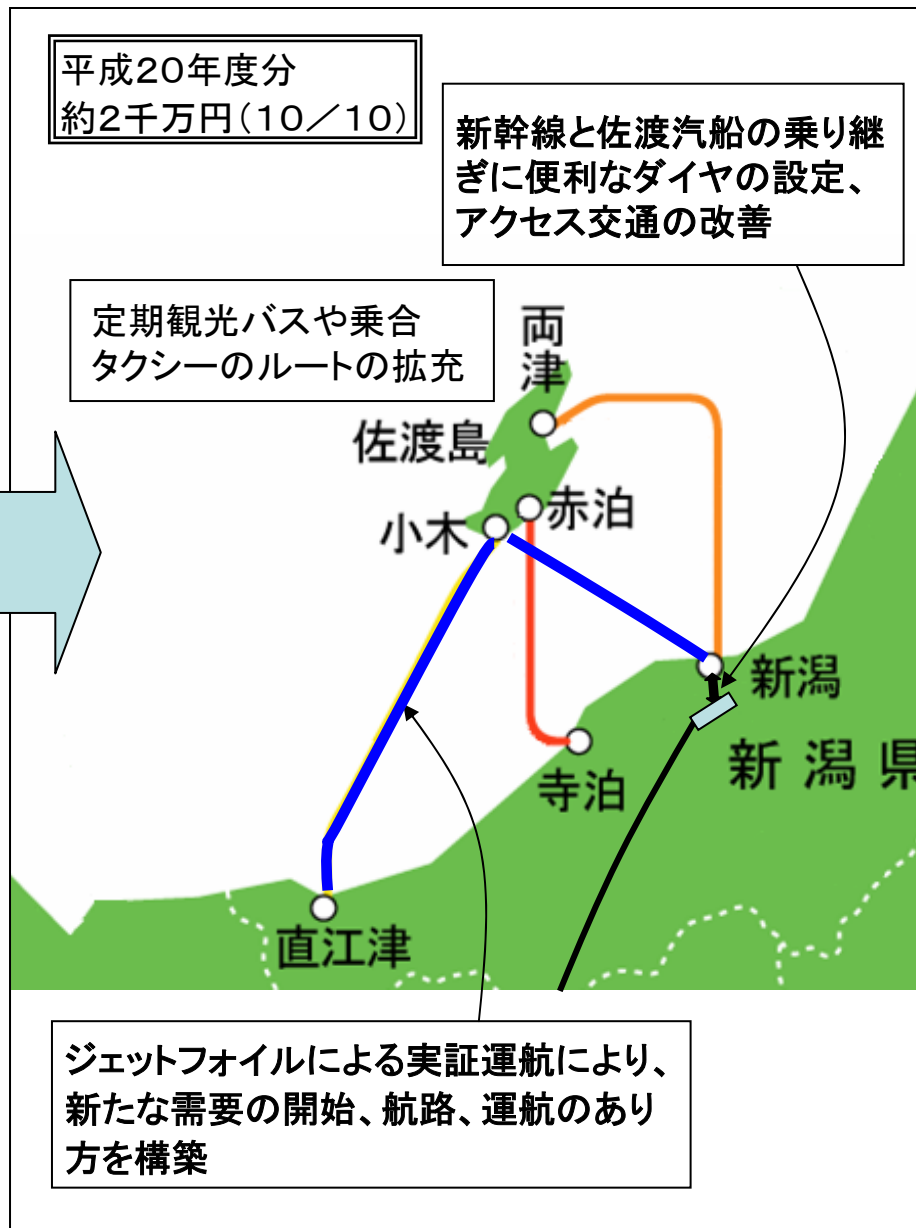 平成20年度分
約2千万円(10/10)
新幹線と佐渡汽船の乗り継
ぎに便利なダイヤの設定、
アクセス交通の改善
定期観光バスや乗合
タクシーのルートの拡充
両津
佐渡島
赤泊
小木
新潟
新潟県
寺泊
直江津
ジェットフォイルによる実証運航により、
新たな需要の開始、航路、運航のあり
方を構築